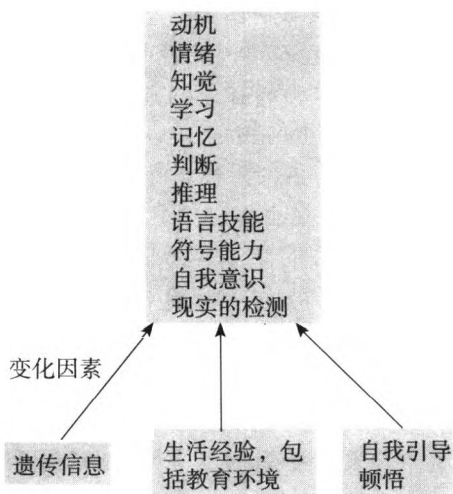 动机
情绪
知觉
学习
记忆
判断
推理
语言技能
符号能力
自我意识
现实的检测
变化因素
遗传信息
生活经验，包
括教育环境
自我引导
顿悟